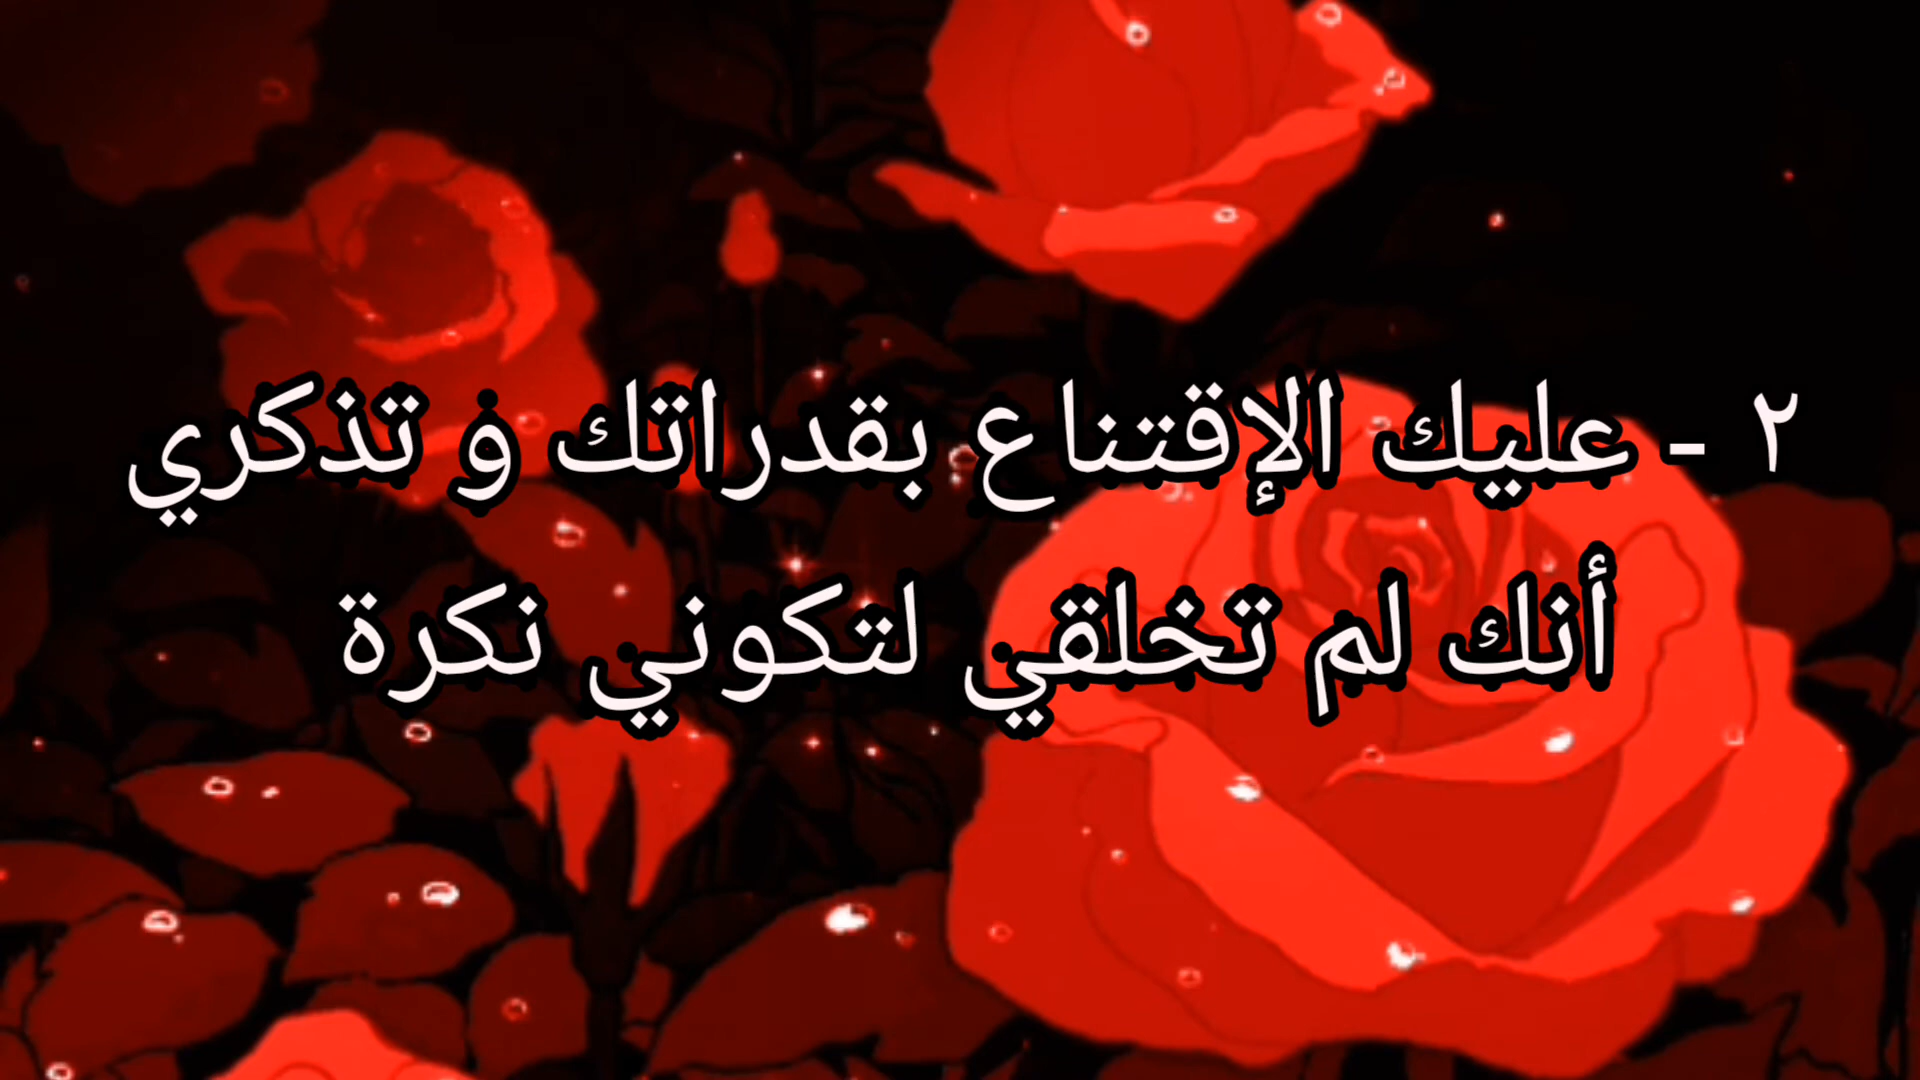 ٢ - عليك الإقتناع بقدراتك و تذكري
أنك لم تخلقي لتكوني نكرة